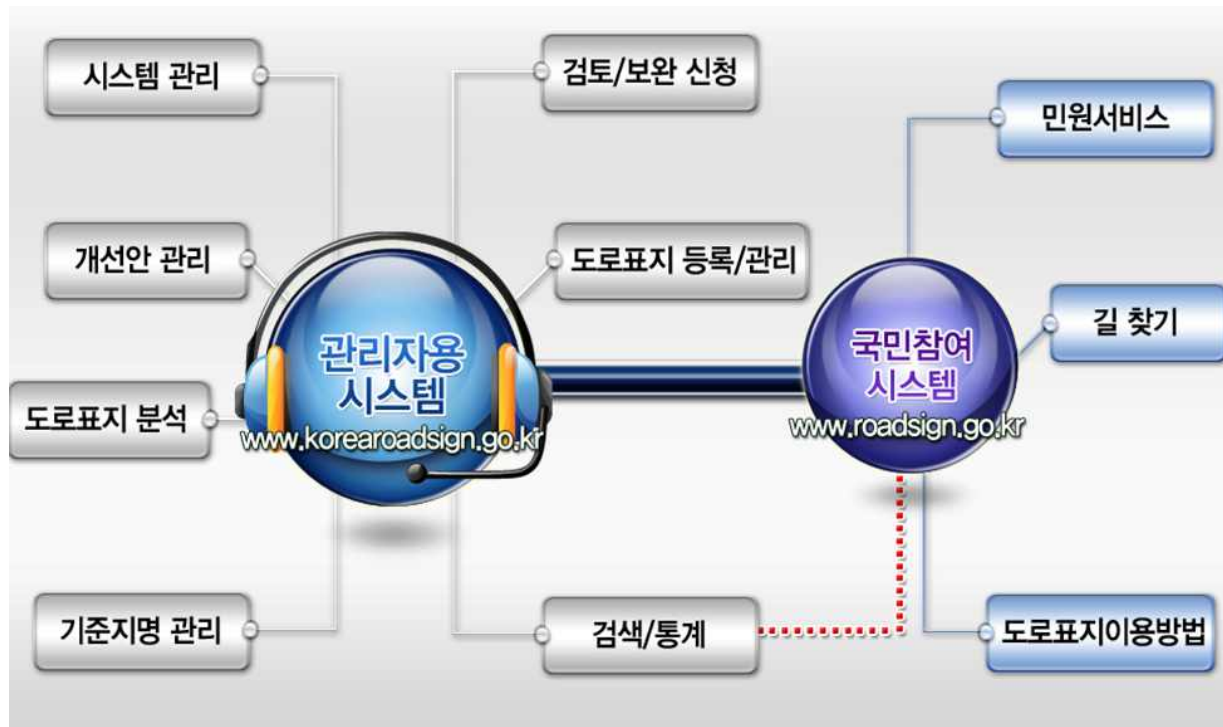 시스템 관리
검토/보완 신청
민원서비스
개선안 관리
도로표지 등록/관리
길 찾기
관리자용
시스템
www.korearoadsign.go.kr
국민참여
시스템
www.roadsign.go.kr
도로표지 분석
기준지명 관리
검색/통계
도로표지이용방법